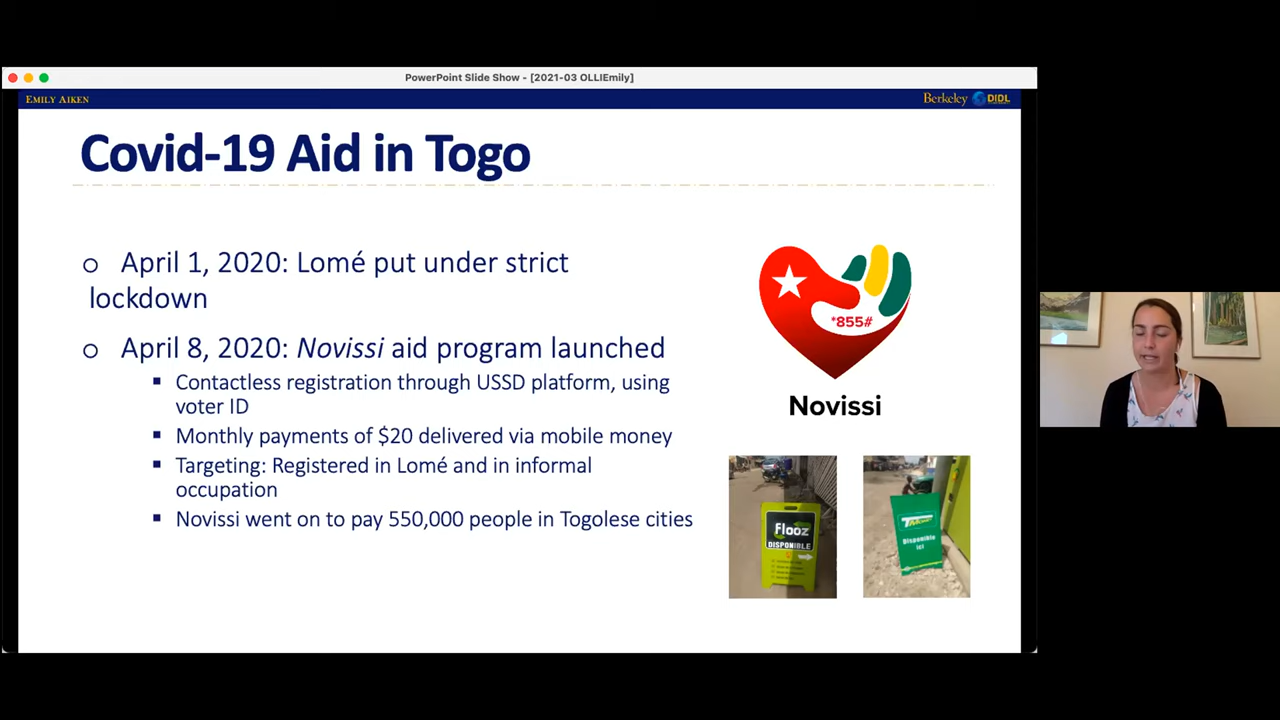 PowerPoint Slide Show - [2021-03 OLLIEmily]
EMILY AIKEN
Berkeley DIDL
Covid-19 Aid in Togo
o April 1, 2020: Lomé put under strict
lockdown
o April 8, 2020: Novissi aid program launched
▪ Contactless registration through USSD platform, using
voter ID
▪ Monthly payments of $20 delivered via mobile money
▪ Targeting: Registered in Lomé and in informal
occupation
▪ Novissi went on to pay 550,000 people in Togolese cities
*855#
Novissi
flooz
DISPONIBLE
TMoney
Disponible
ici